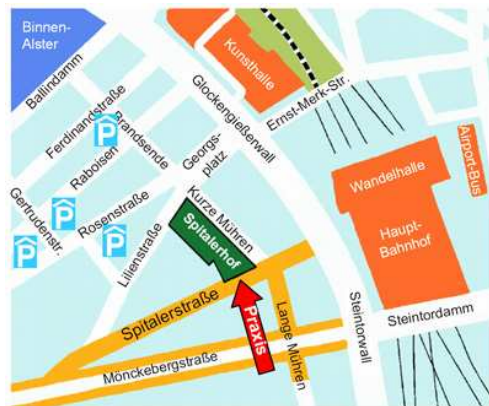 Binnen-
Alster
Ballindamm
Ferdinandstraße
Brandsende
Raboisen
Gertrudenstr.
Rosenstraße
Lilienstraße
Georgs-
platz
Glockengießerwall
Kunsthalle
Ernst-Merk-Str.
Kurze Mühren
Spitalerhof
Spitalerstraße
Mönckebergstraße
Praxis
Lange Mühren
Steintorwall
Steintordamm
Wandelhalle
Haupt-
Bahnhof
Airport-Bus
P
P
P
P